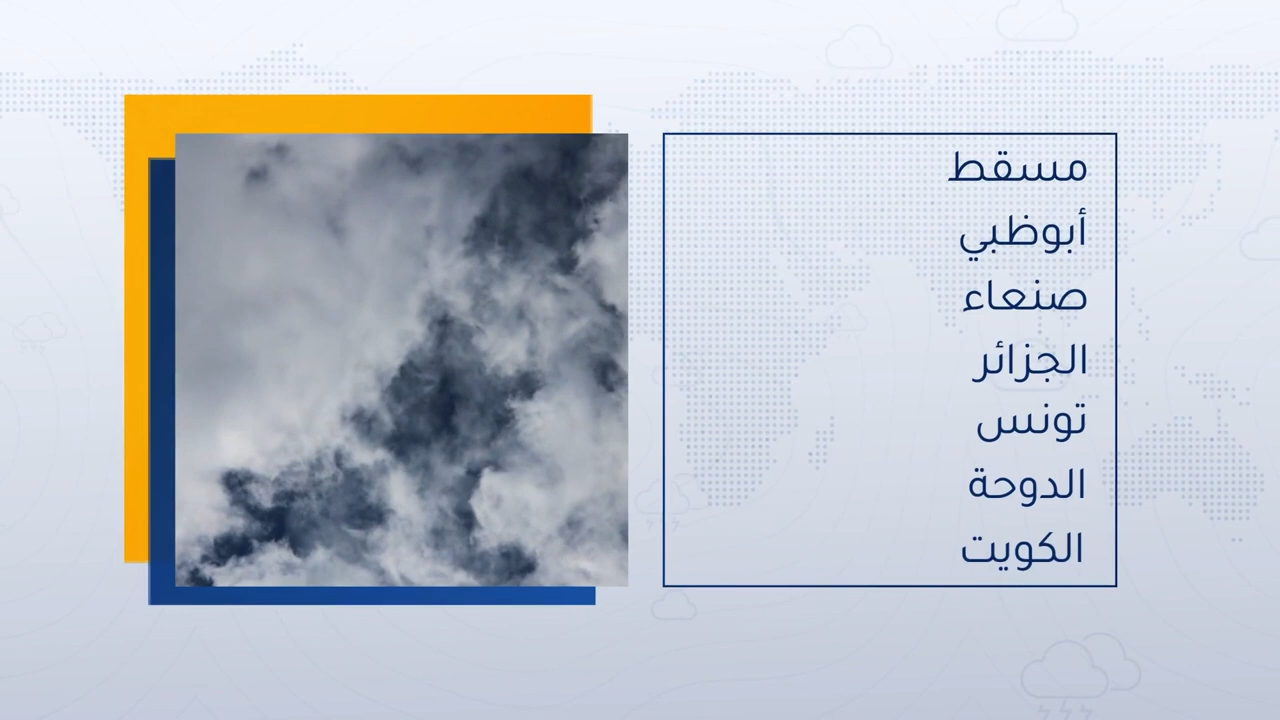 مسقط
أبوظبي
صنعاء
الجزائر
تونس
الدوحة
الكويت